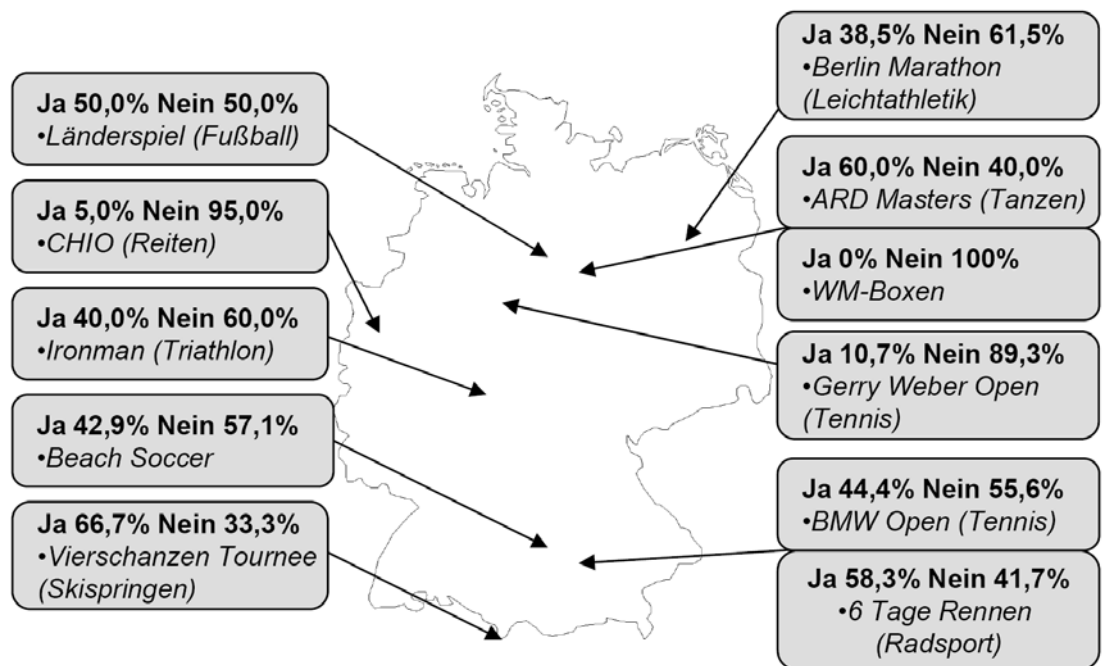 Ja 50,0% Nein 50,0%
•Länderspiel (Fußball)
Ja 5,0% Nein 95,0%
•CHIO (Reiten)
Ja 40,0% Nein 60,0%
•Ironman (Triathlon)
Ja 42,9% Nein 57,1%
•Beach Soccer
Ja 66,7% Nein 33,3%
•Vierschanzen Tournee
(Skispringen)
Ja 38,5% Nein 61,5%
•Berlin Marathon
(Leichtathletik)
Ja 60,0% Nein 40,0%
•ARD Masters (Tanzen)
Ja 0% Nein 100%
•WM-Boxen
Ja 10,7% Nein 89,3%
•Gerry Weber Open
(Tennis)
Ja 44,4% Nein 55,6%
•BMW Open (Tennis)
Ja 58,3% Nein 41,7%
•6 Tage Rennen
(Radsport)